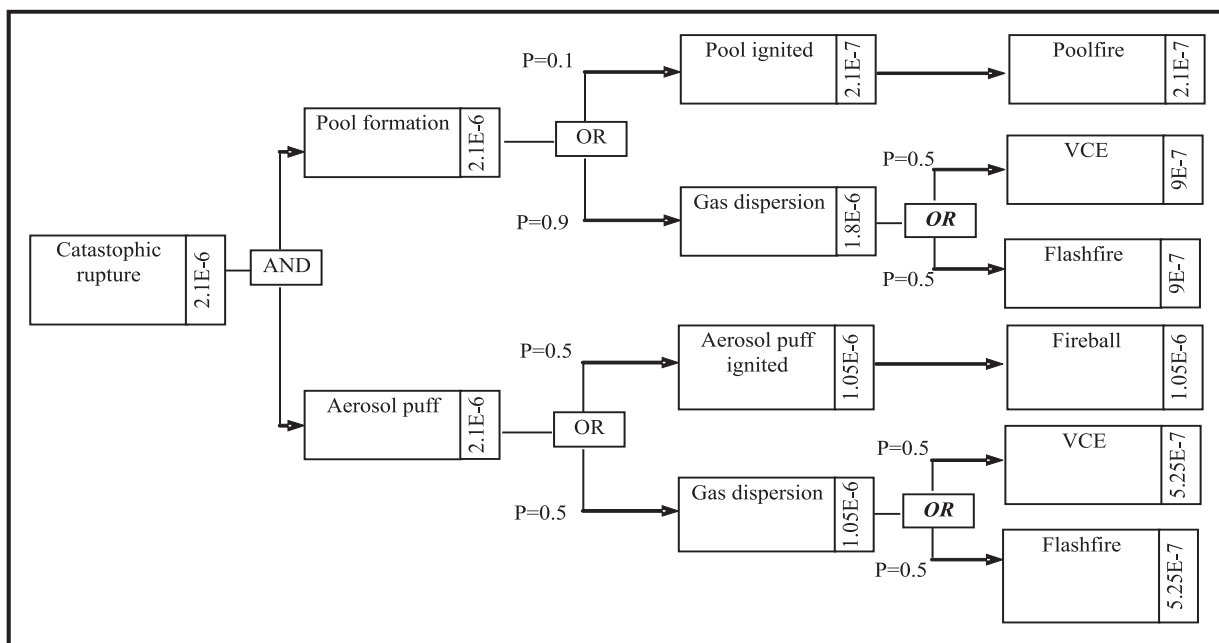 Catastophic
rupture
2.1E-6
AND
Pool formation
2.1E-6
OR
P=0.1
Pool ignited
2.1E-7
Poolfire
2.1E-7
P=0.9
Gas dispersion
1.8E-6
OR
P=0.5
VCE
9E-7
P=0.5
Flashfire
9E-7
Aerosol puff
2.1E-6
OR
P=0.5
Aerosol puff
ignited
1.05E-6
Fireball
1.05E-6
P=0.5
Gas dispersion
1.05E-6
OR
P=0.5
VCE
5.25E-7
P=0.5
Flashfire
5.25E-7